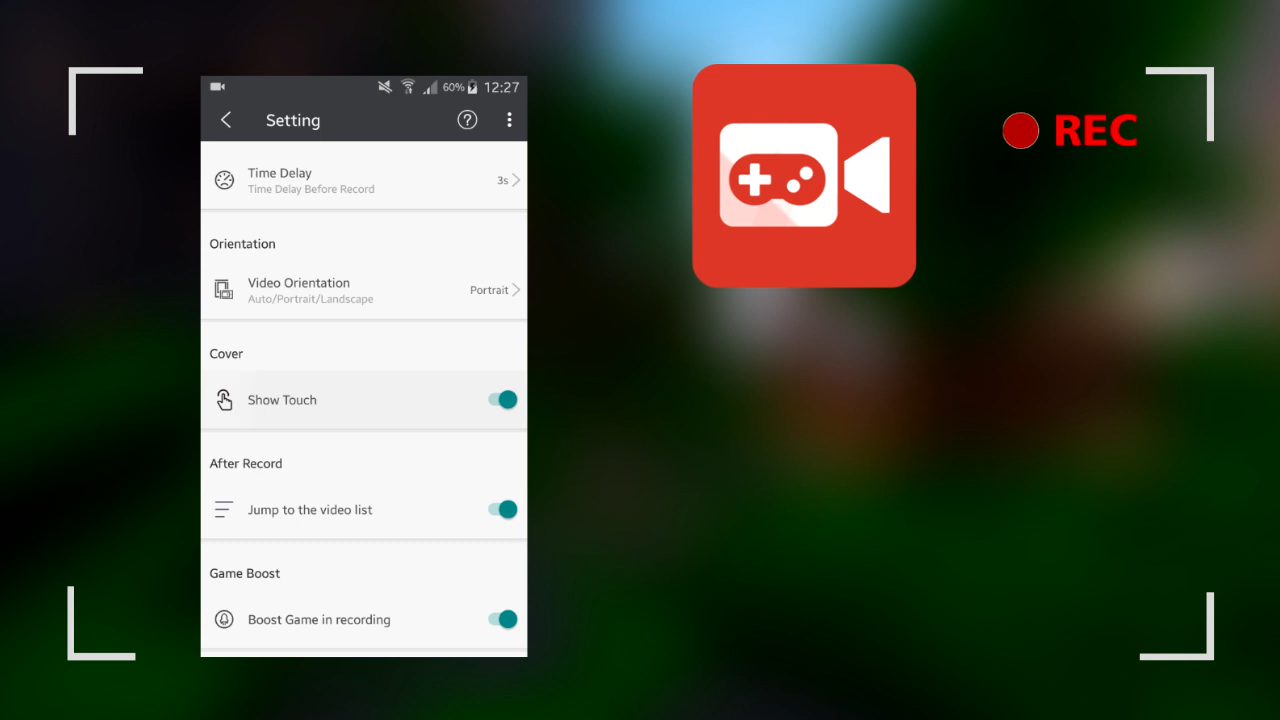 60% 12:27
Setting
Time Delay
Time Delay Before Record
3s
Orientation
Video Orientation
Auto/Portrait/Landscape
Portrait
Cover
Show Touch
After Record
Jump to the video list
Game Boost
Boost Game in recording
REC